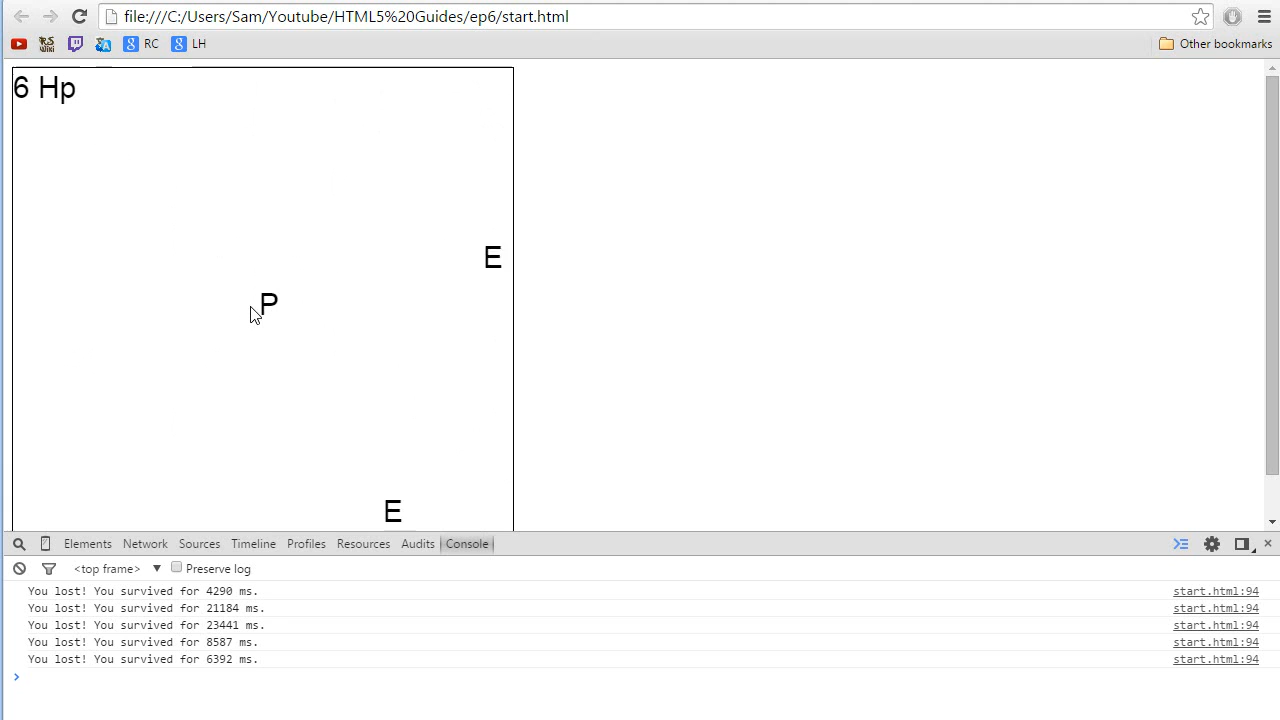 file:///C:/Users/Sam/Youtube/HTML5%20Guides/ep6/start.html
RC LH Other bookmarks
6 Hp
E
P
E
Elements Network Sources Timeline Profiles Resources Audits Console
<top frame> ▼ Preserve log
You lost! You survived for 4290 ms. start.html:94
You lost! You survived for 21184 ms. start.html:94
You lost! You survived for 23441 ms. start.html:94
You lost! You survived for 8587 ms. start.html:94
You lost! You survived for 6392 ms. start.html:94